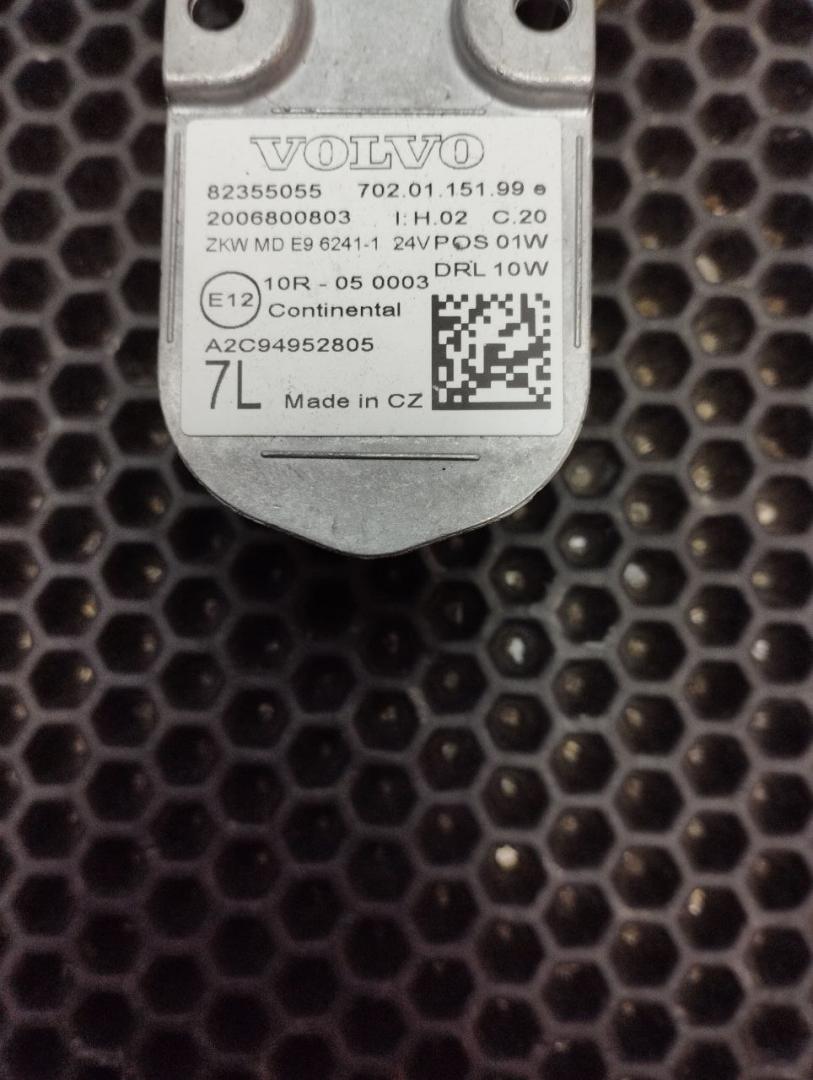 VOLVO
82355055 702.01.151.99 e
2006800803 I: H.02 C.20
ZKW MD E9 6241-1 24V POS 01W
DRL 10W
E12 10R - 05 0003
Continental
A2C94952805
7L Made in CZ